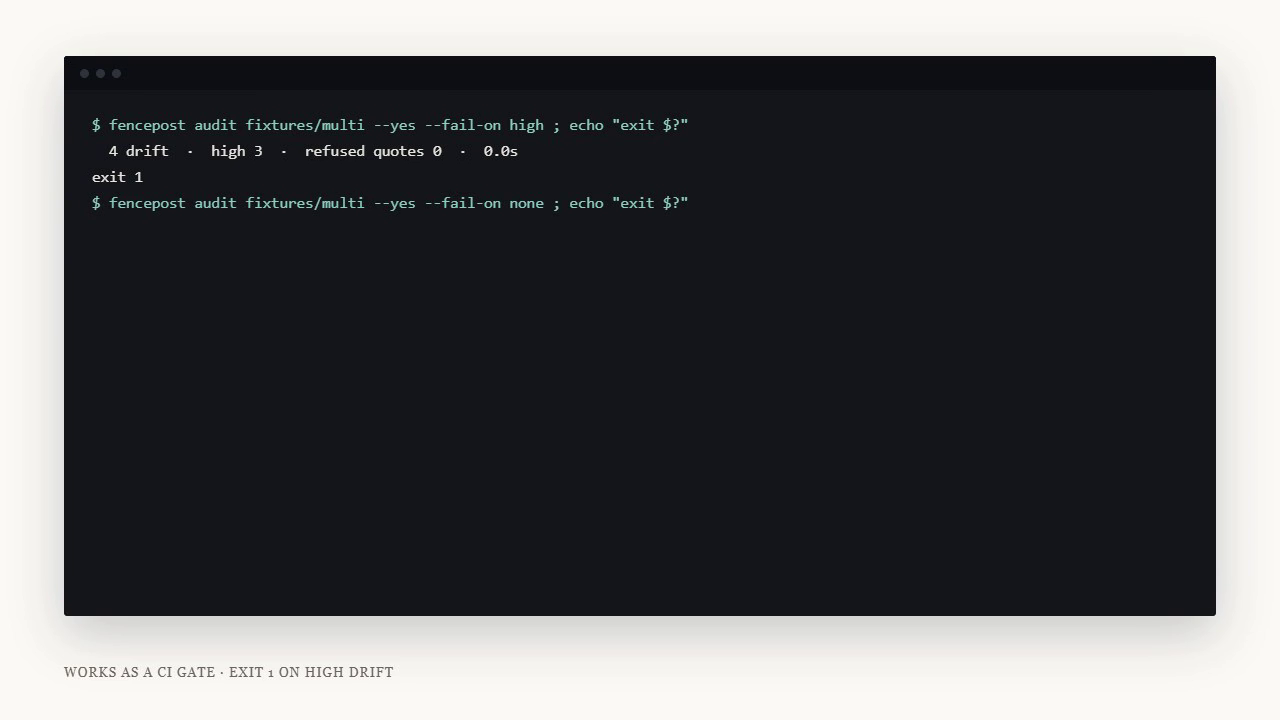 $ fencepost audit fixtures/multi --yes --fail-on high ; echo "exit $?"
4 drift · high 3 · refused quotes 0 · 0.0s
exit 1
$ fencepost audit fixtures/multi --yes --fail-on none ; echo "exit $?"
WORKS AS A CI GATE · EXIT 1 ON HIGH DRIFT